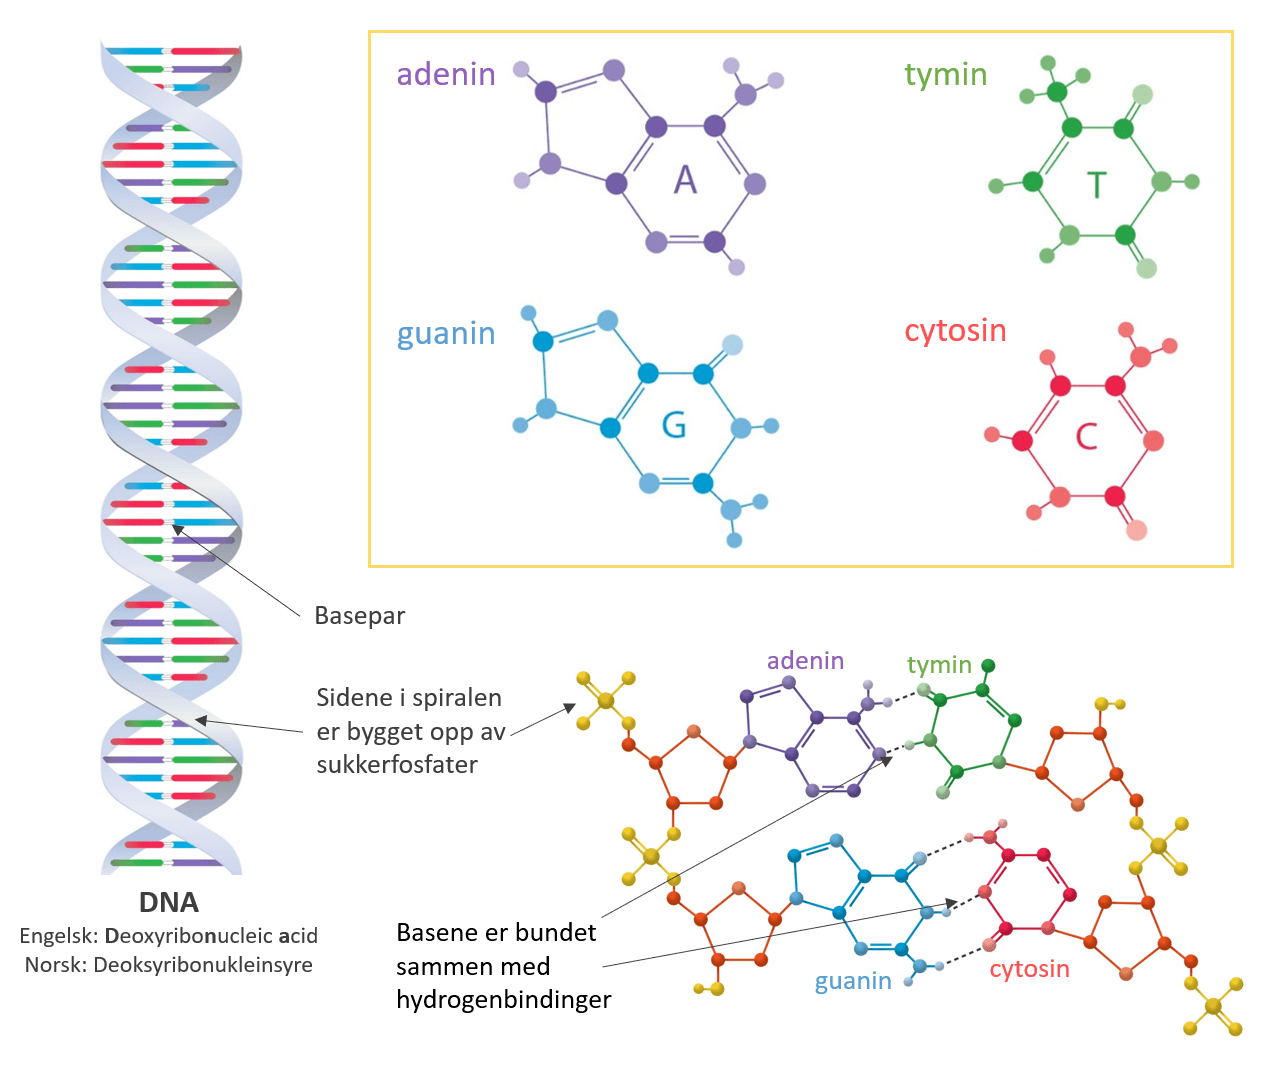 adenin
A
tymin
T
guanin
G
cytosin
C
Basepar
Sidene i spiralen
er bygget opp av
sukkerfosfater
adenin
tymin
guanin
cytosin
Basene er bundet
sammen med
hydrogenbindinger
DNA
Engelsk: Deoxyribonucleic acid
Norsk: Deoksyribonukleinsyre